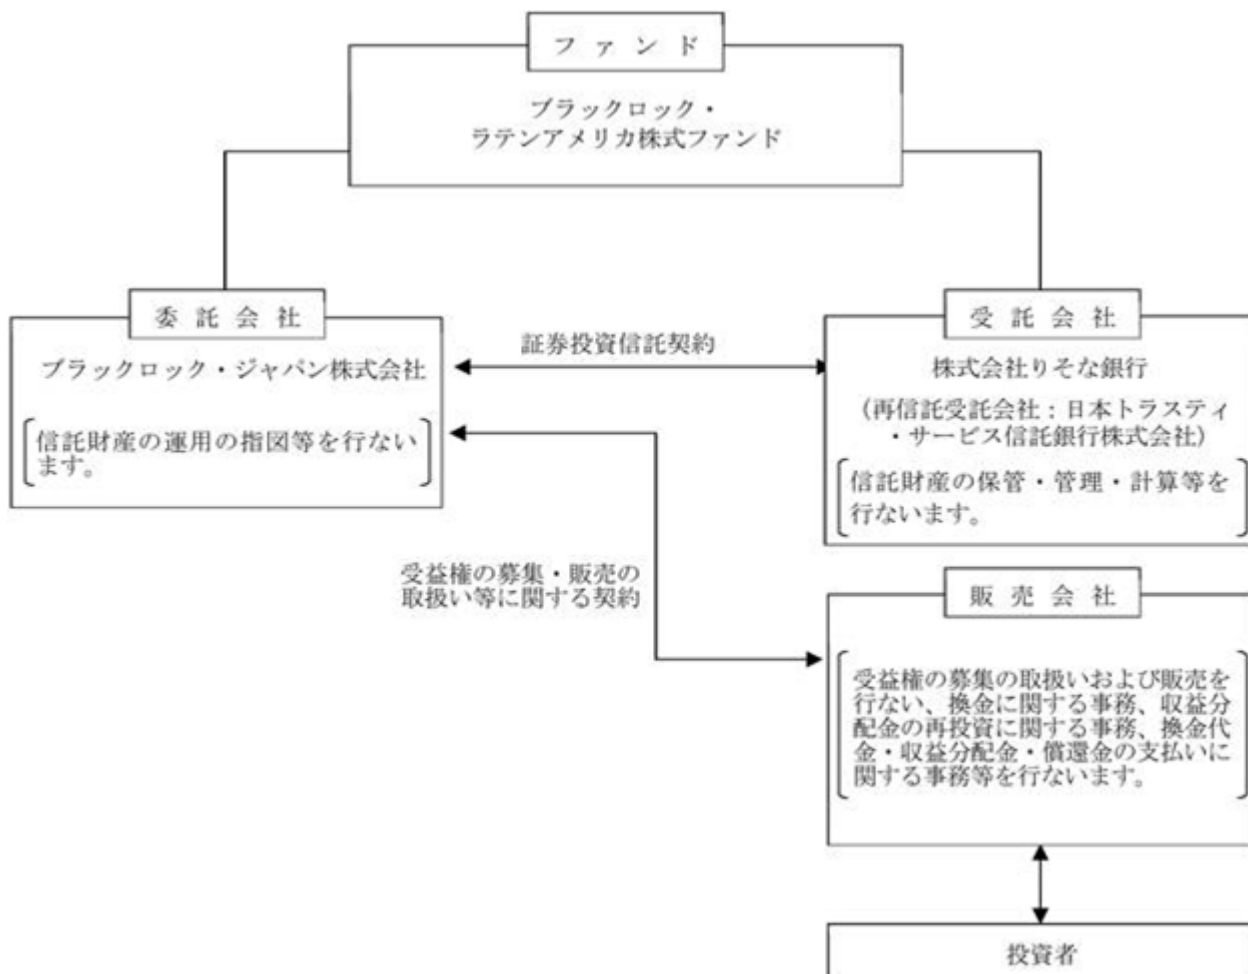 ファンド
ブラックロック・
ラテンアメリカ株式ファンド
委託会社
ブラックロック・ジャパン株式会社
信託財産の運用の指図等を行ない
ます。
証券投資信託契約
受託会社
株式会社りそな銀行
（再信託受託会社：日本トラスティ
・サービス信託銀行株式会社）
信託財産の保管・管理・計算等を
行ないます。
受益権の募集・販売の
取扱い等に関する契約
販売会社
受益権の募集の取扱いおよび販売を
行ない、換金に関する事務、収益分
配金の再投資に関する事務、換金代
金・収益分配金・償還金の支払いに
関する事務等を行ないます。
投資者